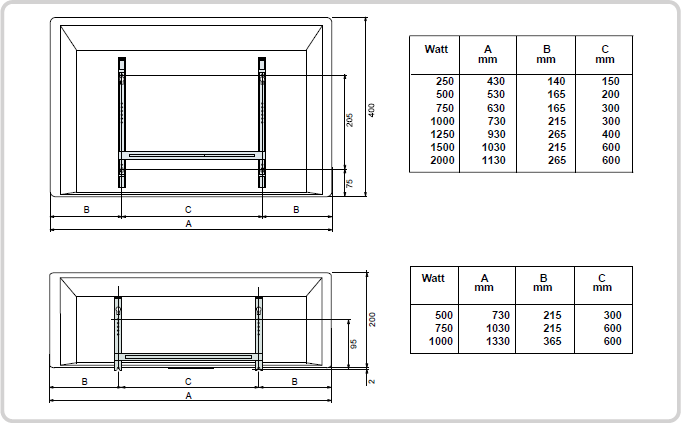 400
205
75
B C B
A
Watt A B C
mm mm mm
250 430 140 150
500 530 165 200
750 630 165 300
1000 730 215 300
1250 930 265 400
1500 1030 215 600
2000 1130 265 600
200
95
2
B C B
A
Watt A B C
mm mm mm
500 730 215 300
750 1030 215 600
1000 1330 365 600